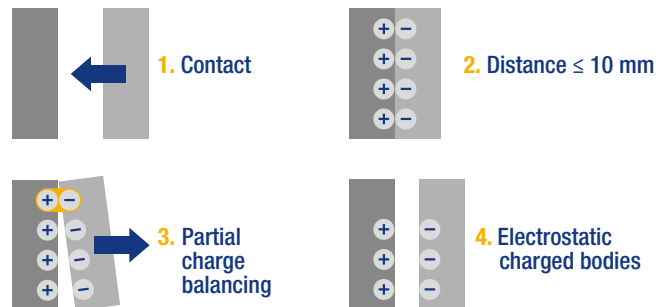 1. Contact
+ −
+ −
+ −
+ −
2. Distance ≤ 10 mm
+ −
+ −
+ −
+ −
3. Partial
charge
balancing
+ −
+ −
+ −
4. Electrostatic
charged bodies